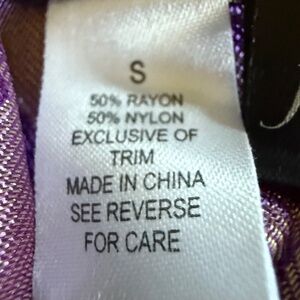 S
50% RAYON
50% NYLON
EXCLUSIVE OF
TRIM
MADE IN CHINA
SEE REVERSE
FOR CARE